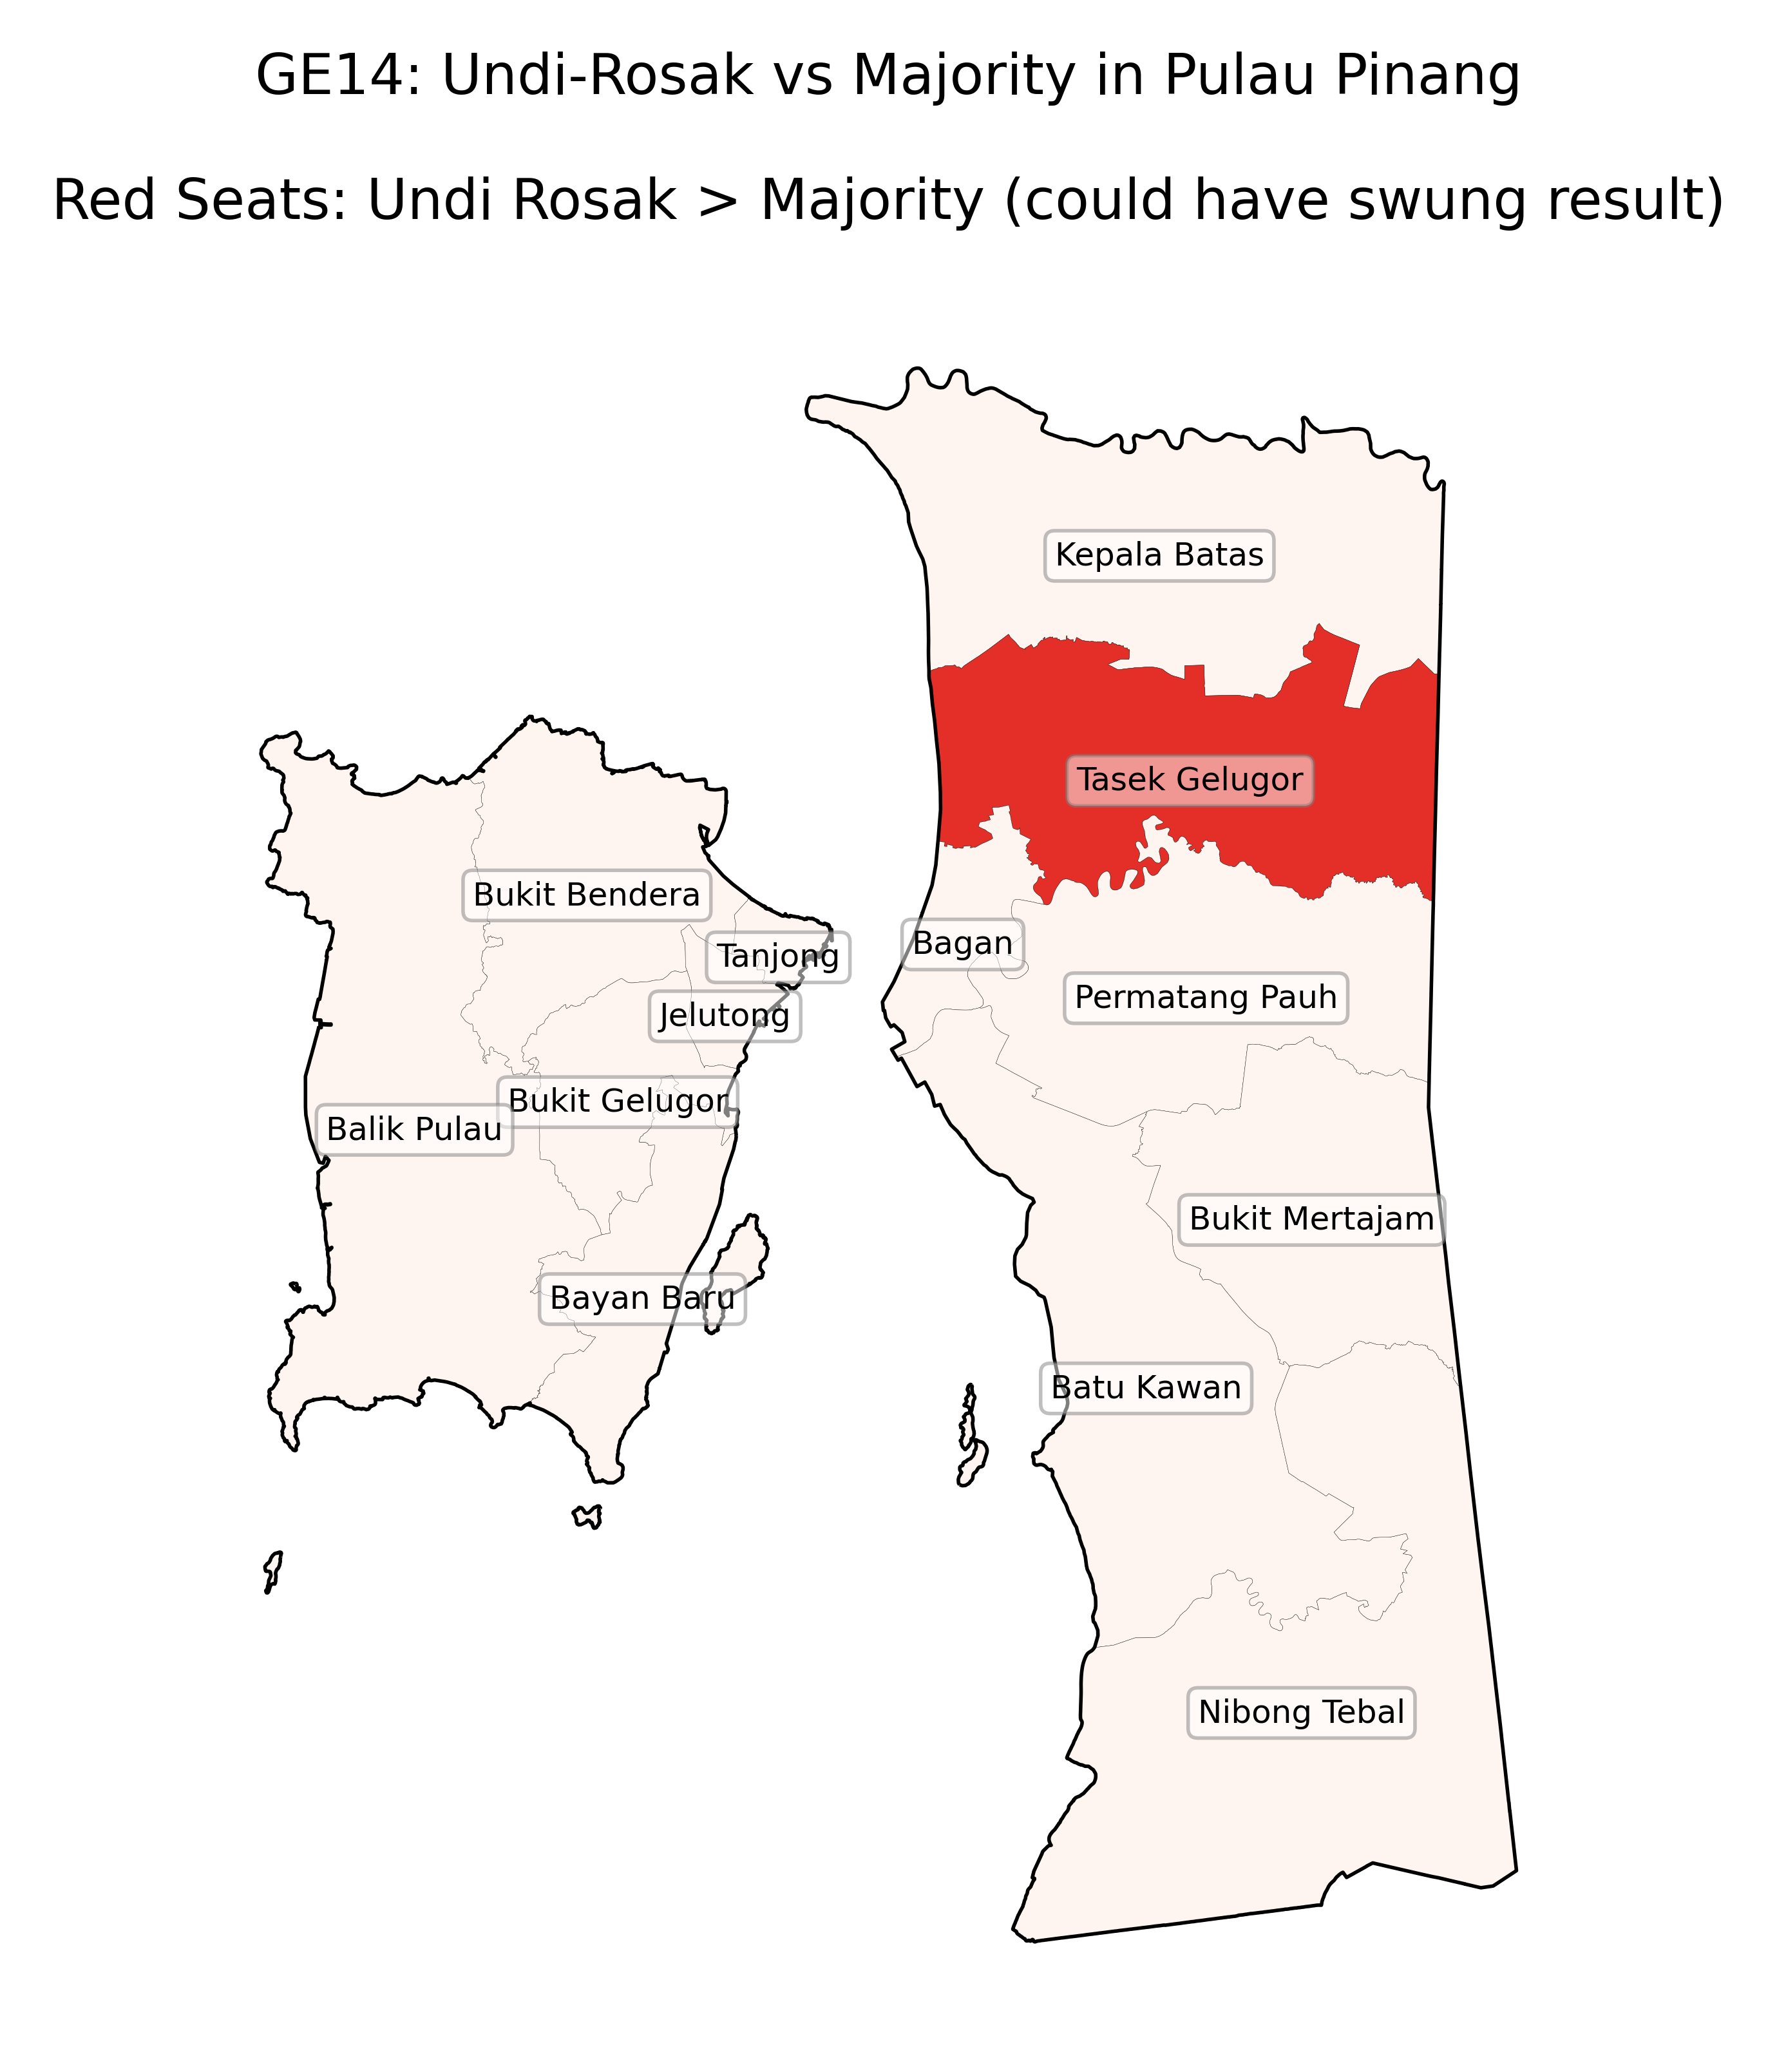 GE14: Undi-Rosak vs Majority in Pulau Pinang
Red Seats: Undi Rosak > Majority (could have swung result)
Kepala Batas
Tasek Gelugor
Bukit Bendera
Bagan
Tanjong
Permatang Pauh
Jelutong
Bukit Gelugor
Balik Pulau
Bukit Mertajam
Bayan Baru
Batu Kawan
Nibong Tebal